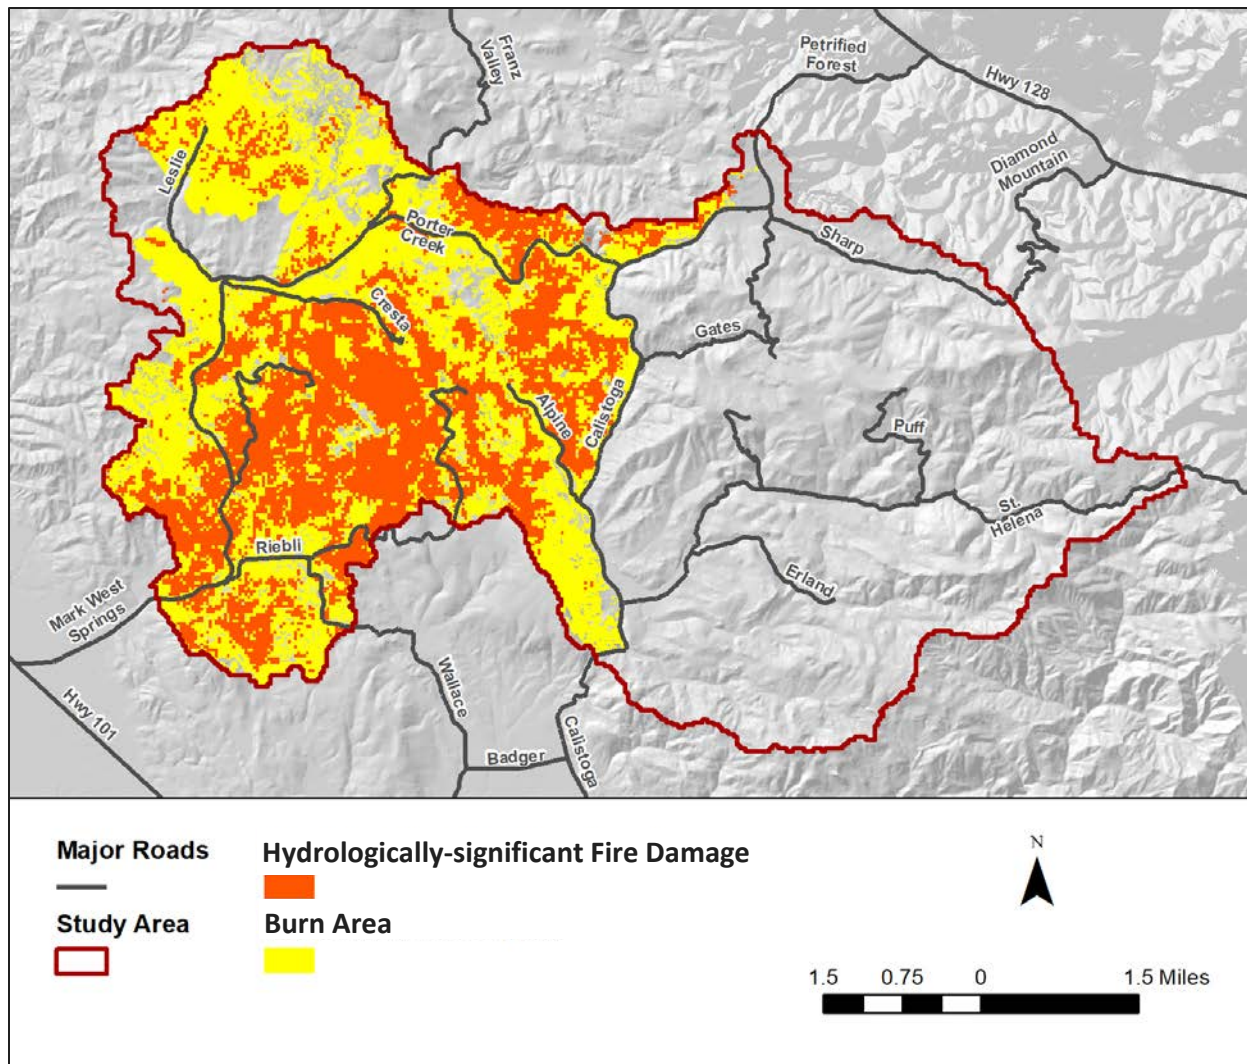 Franz
Valley
Petrified
Forest
Hwy 128
Diamond
Mountain
Leslie
Porter
Creek
Sharp
Cresta
Gates
Alpine
Calistoga
Puff
St.
Helena
Riebli
Erland
Mark West
Springs
Wallace
Hwy 101
Badger
Calistoga
Major Roads
Hydrologically-significant Fire Damage
Study Area
Burn Area
N
1.5 0.75 0 1.5 Miles